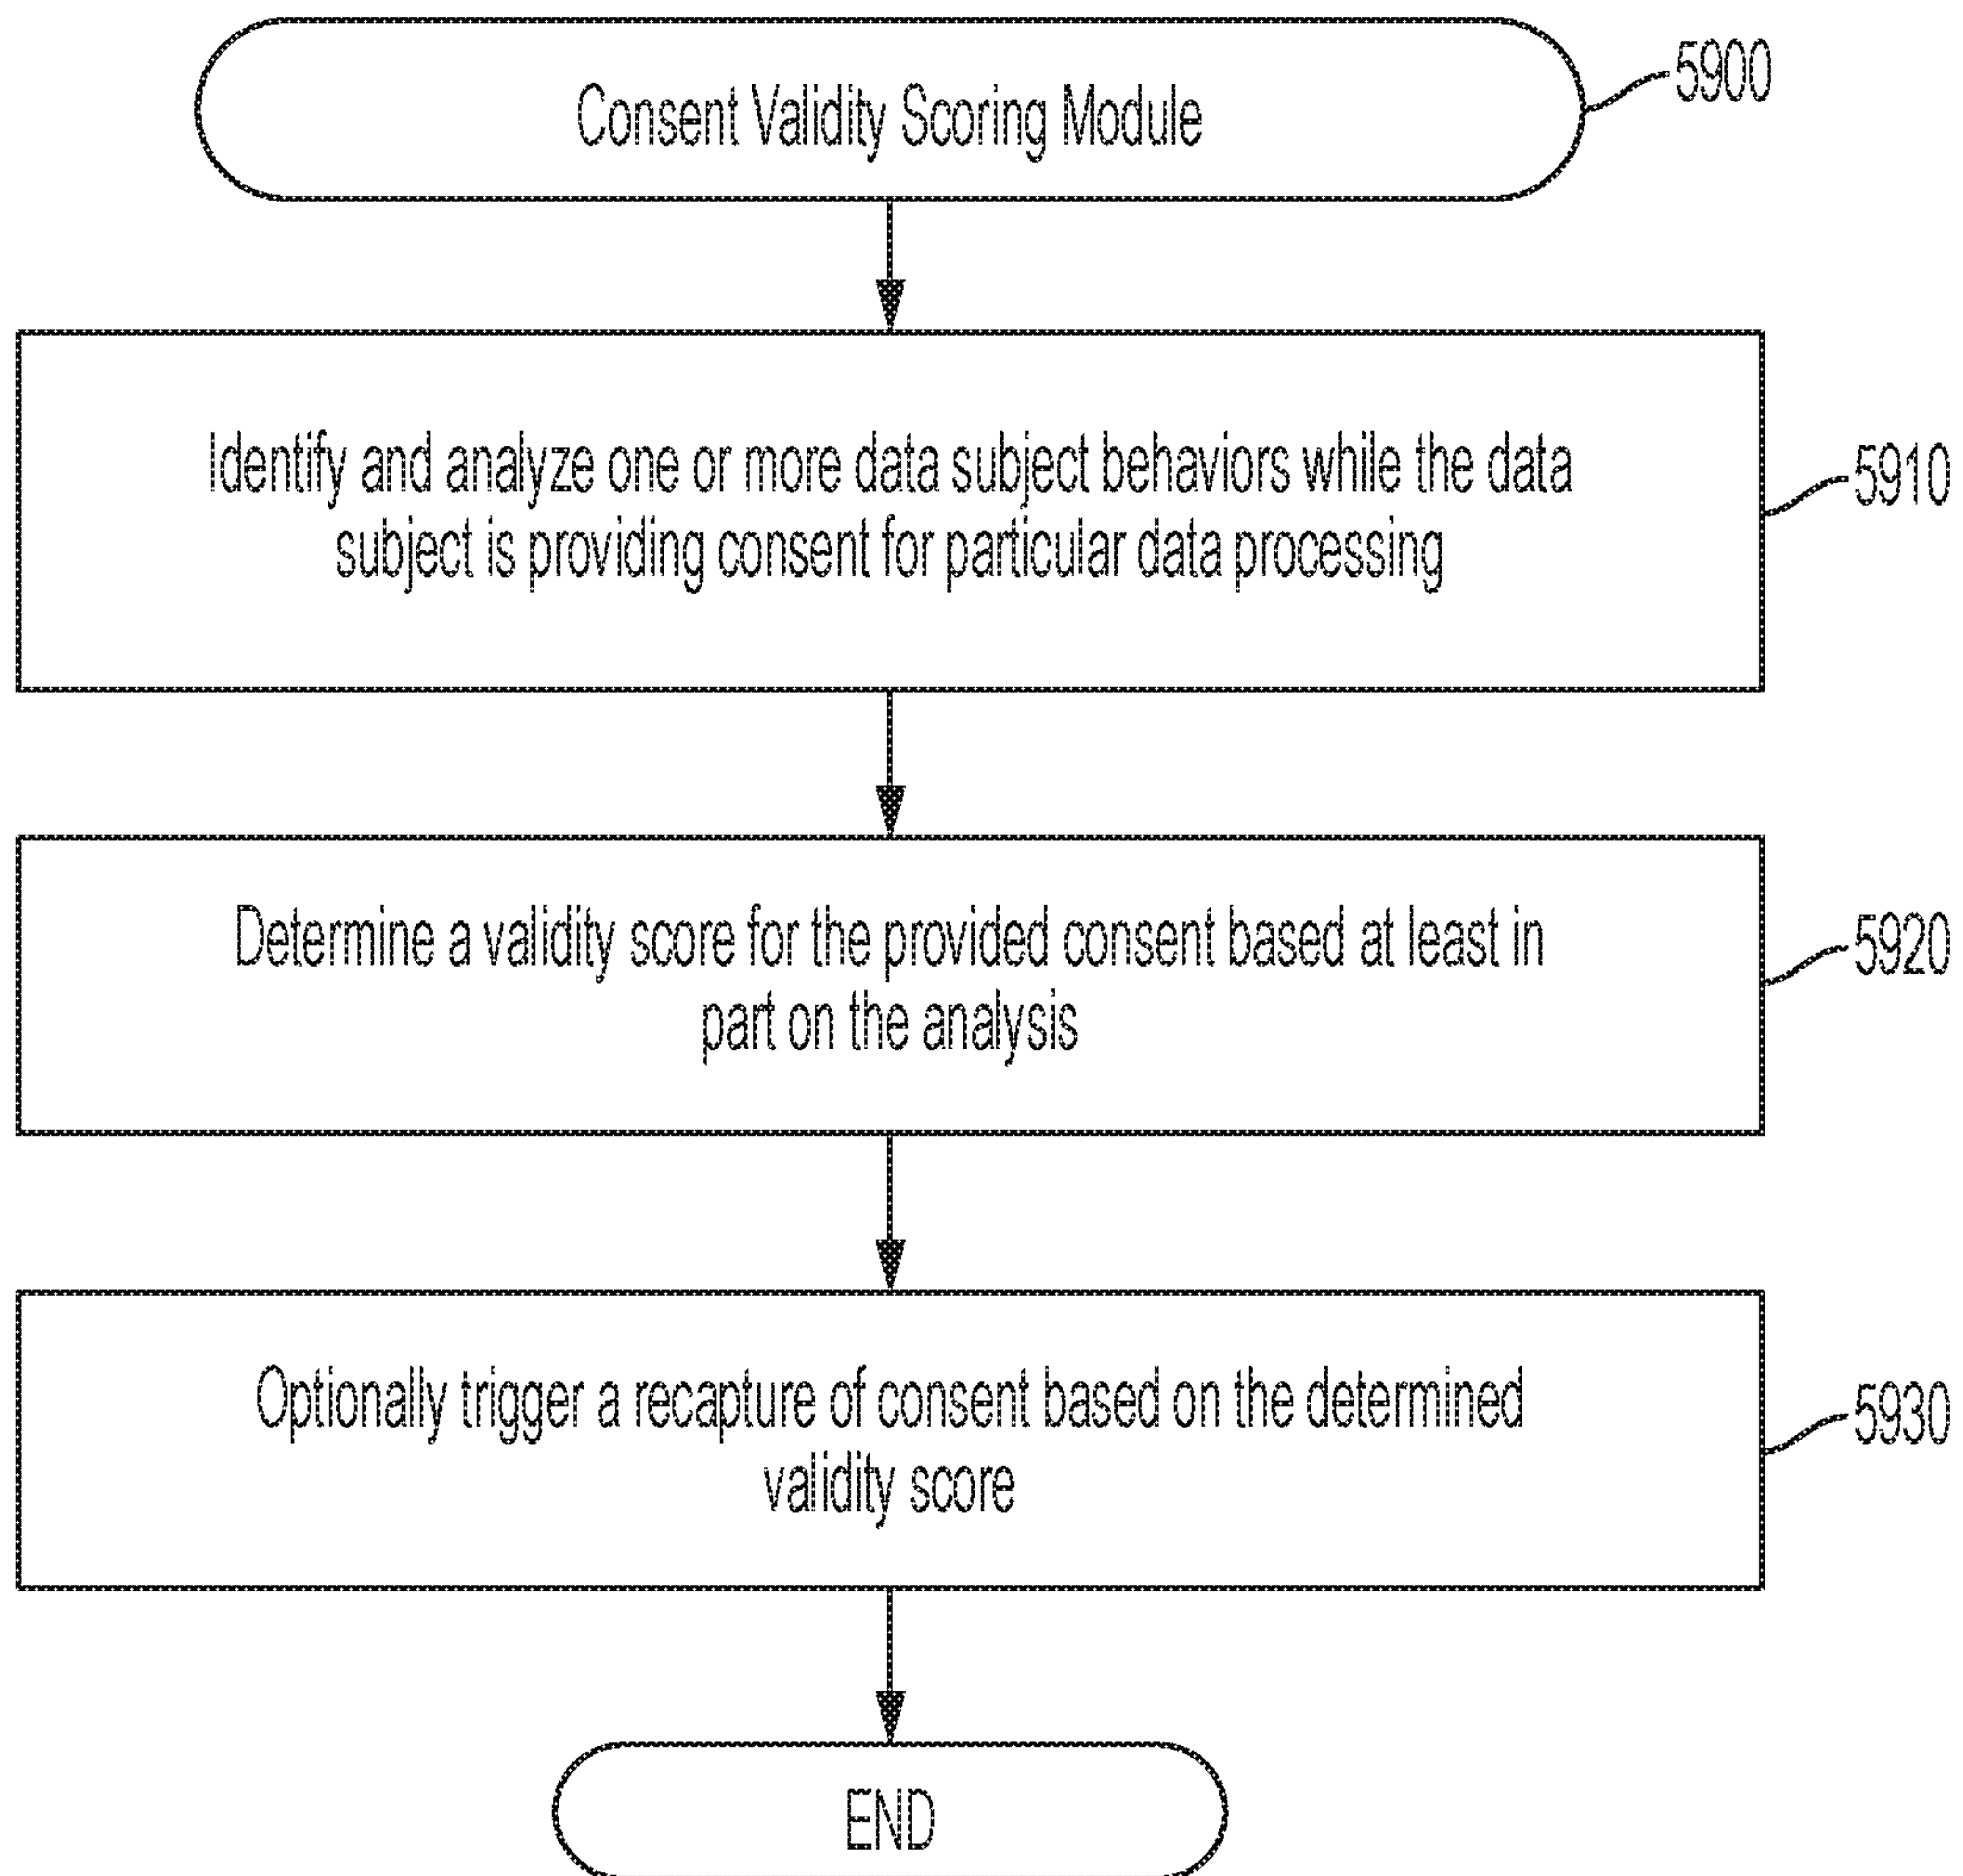 Consent Validity Scoring Module
5900
Identify and analyze one or more data subject behaviors while the data
subject is providing consent for particular data processing
5910
Determine a validity score for the provided consent based at least in
part on the analysis
5920
Optionally trigger a recapture of consent based on the determined
validity score
5930
END